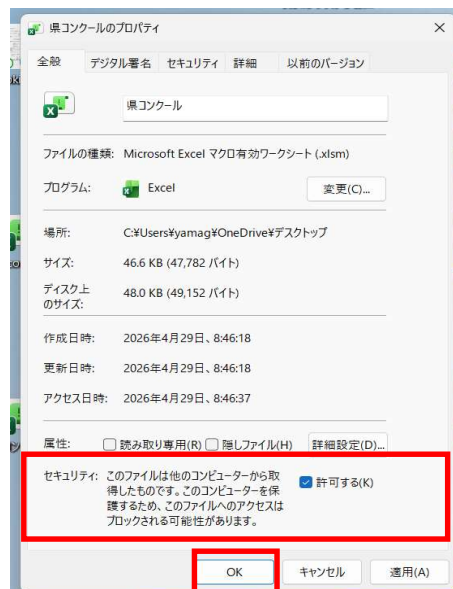 県コンクールのプロパティ
全般 デジタル署名 セキュリティ 詳細 以前のバージョン
県コンクール
ファイルの種類: Microsoft Excel マクロ有効ワークシート (.xlsm)
プログラム: Excel 変更(C)...
場所: C:¥Users¥yamag¥OneDrive¥デスクトップ
サイズ: 46.6 KB (47,782 バイト)
ディスク上
のサイズ: 48.0 KB (49,152 バイト)
作成日時: 2026年4月29日、8:46:18
更新日時: 2026年4月29日、8:46:18
アクセス日時: 2026年4月29日、8:46:37
属性: 読み取り専用(R) 隠しファイル(H) 詳細設定(D)...
セキュリティ: このファイルは他のコンピューターから取
得したものです。このコンピューターを保
護するため、このファイルへのアクセスは
ブロックされる可能性があります。
許可する(K)
OK キャンセル 適用(A)